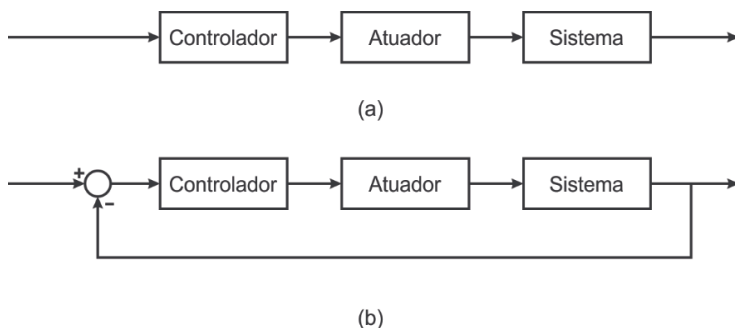 Controlador Atuador Sistema
(a)
+
Controlador Atuador Sistema
–
(b)